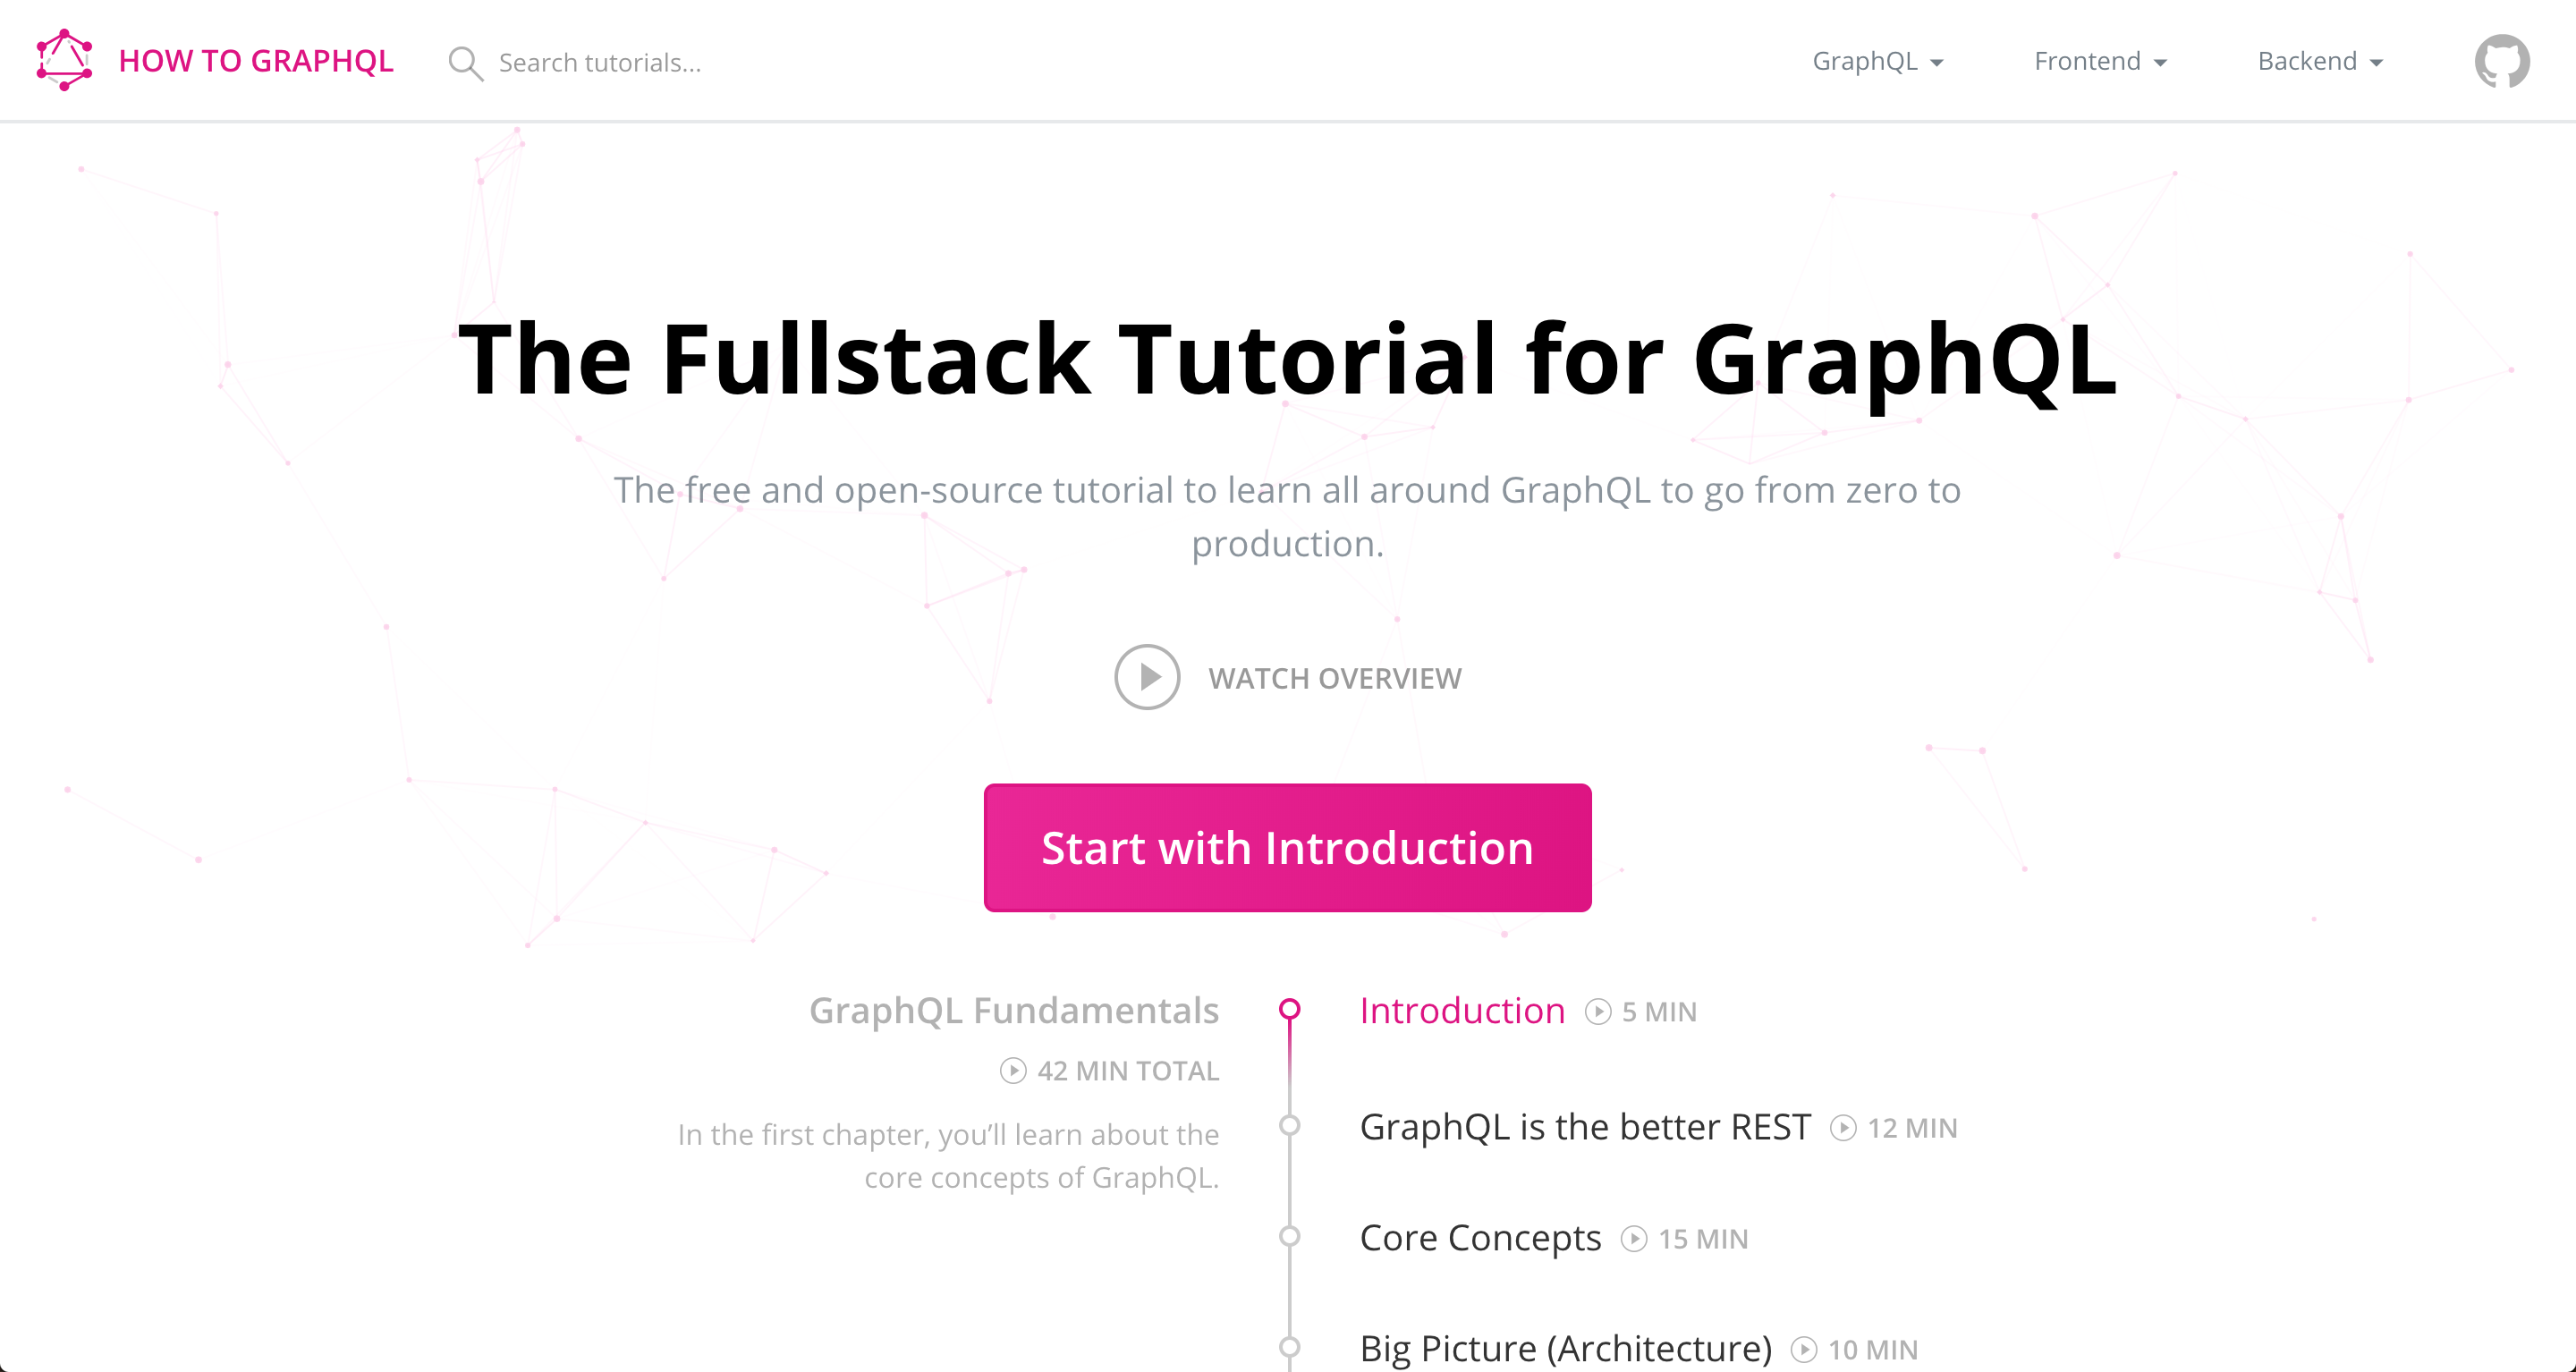 HOW TO GRAPHQL
Search tutorials...
GraphQL
Frontend
Backend
The Fullstack Tutorial for GraphQL
The free and open-source tutorial to learn all around GraphQL to go from zero to
production.
WATCH OVERVIEW
Start with Introduction
GraphQL Fundamentals
42 MIN TOTAL
In the first chapter, you’ll learn about the
core concepts of GraphQL.
Introduction 5 MIN
GraphQL is the better REST 12 MIN
Core Concepts 15 MIN
Big Picture (Architecture) 10 MIN